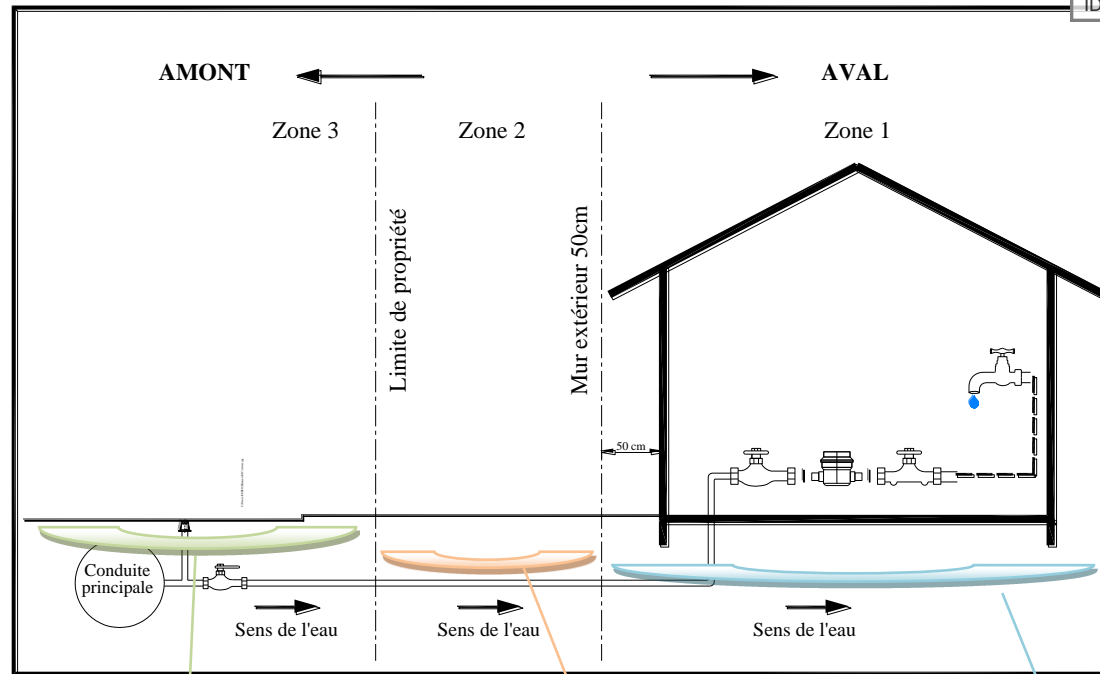 ID
AMONT
AVAL
Zone 3
Zone 2
Zone 1
Limite de propriété
Mur extérieur 50cm
50 cm
Conduite
principale
Sens de l'eau
Sens de l'eau
Sens de l'eau